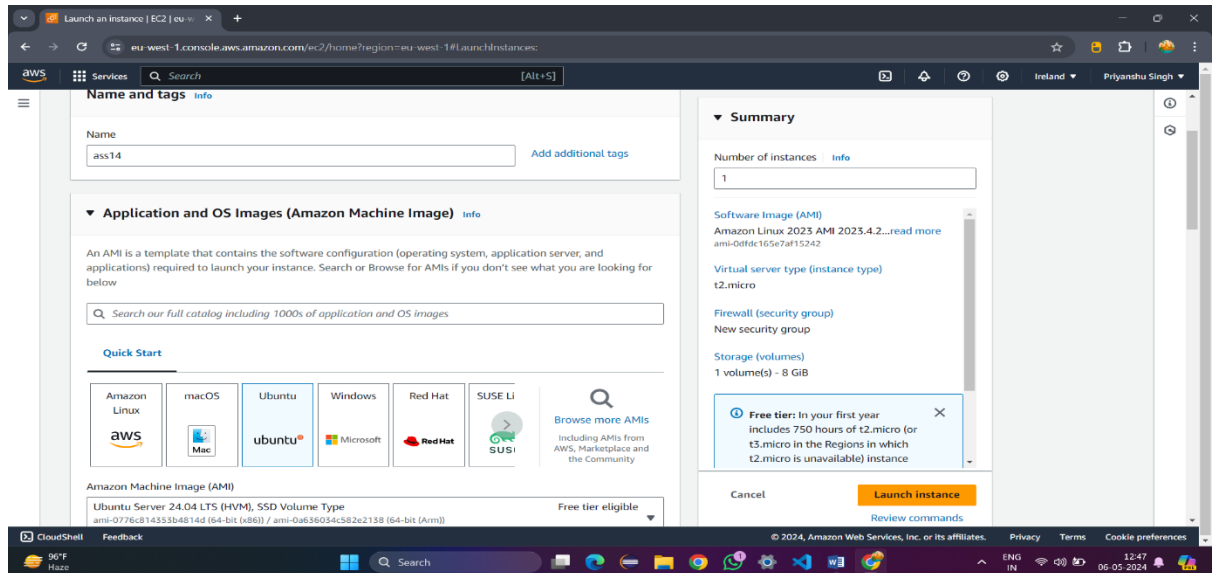 Launch an instance | EC2 | eu-w
eu-west-1.console.aws.amazon.com/ec2/home?region=eu-west-1#LaunchInstances:
aws
Services
Search
[Alt+S]
Ireland
Priyanshu Singh
Name and tags Info
Name
ass14
Add additional tags
Application and OS Images (Amazon Machine Image) Info
An AMI is a template that contains the software configuration (operating system, application server, and
applications) required to launch your instance. Search or Browse for AMIs if you don't see what you are looking for
below
Search our full catalog including 1000s of application and OS images
Quick Start
Amazon
Linux
aws
macOS
Mac
Ubuntu
ubuntu®
Windows
Microsoft
Red Hat
Red Hat
SUSE Li
SUS
Browse more AMIs
Including AMIs from
AWS, Marketplace and
the Community
Amazon Machine Image (AMI)
Ubuntu Server 24.04 LTS (HVM), SSD Volume Type
Free tier eligible
ami-0776c814353b4814d (64-bit (x86)) / ami-0a636034c582e2138 (64-bit (Arm))
Summary
Number of instances Info
1
Software Image (AMI)
Amazon Linux 2023 AMI 2023.4.2...read more
ami-0dfdc165e7af15242
Virtual server type (instance type)
t2.micro
Firewall (security group)
New security group
Storage (volumes)
1 volume(s) - 8 GiB
Free tier: In your first year
includes 750 hours of t2.micro (or
t3.micro in the Regions in which
t2.micro is unavailable) instance
Cancel
Launch instance
Review commands
CloudShell
Feedback
© 2024, Amazon Web Services, Inc. or its affiliates.
Privacy
Terms
Cookie preferences
96°F
Haze
Search
ENG
IN
12:47
06-05-2024